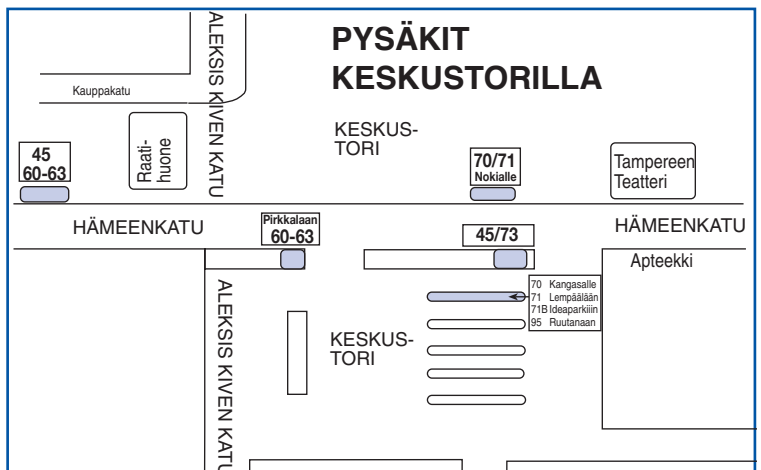 PYSÄKIT
KESKUSTORILLA
ALEKSIS KIVEN KATU
Kauppakatu
Raati-
huone
KESKUS-
TORI
45
60-63
70/71
Nokialle
Tampereen
Teatteri
HÄMEENKATU
Pirkkalaan
60-63
45/73
HÄMEENKATU
Apteekki
70 Kangasalle
71 Lempäälään
71B Ideaparkiin
95 Ruutanaan
ALEKSIS KIVEN KATU
KESKUS-
TORI